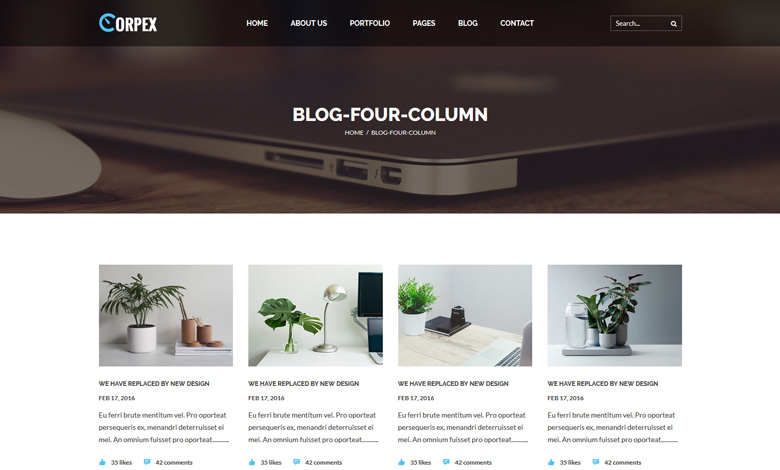 CORPEX
HOME ABOUT US PORTFOLIO PAGES BLOG CONTACT
Search...
BLOG-FOUR-COLUMN
HOME / BLOG-FOUR-COLUMN
WE HAVE REPLACED BY NEW DESIGN
FEB 17, 2016
Eu ferri brute mentitum vel. Pro oporteat
persequeris ex, menandri deterruisset ei
mei. An omnium fuisset pro oporteat............
35 likes 42 comments
WE HAVE REPLACED BY NEW DESIGN
FEB 17, 2016
Eu ferri brute mentitum vel. Pro oporteat
persequeris ex, menandri deterruisset ei
mei. An omnium fuisset pro oporteat............
35 likes 42 comments
WE HAVE REPLACED BY NEW DESIGN
FEB 17, 2016
Eu ferri brute mentitum vel. Pro oporteat
persequeris ex, menandri deterruisset ei
mei. An omnium fuisset pro oporteat............
35 likes 42 comments
WE HAVE REPLACED BY NEW DESIGN
FEB 17, 2016
Eu ferri brute mentitum vel. Pro oporteat
persequeris ex, menandri deterruisset ei
mei. An omnium fuisset pro oporteat............
35 likes 42 comments